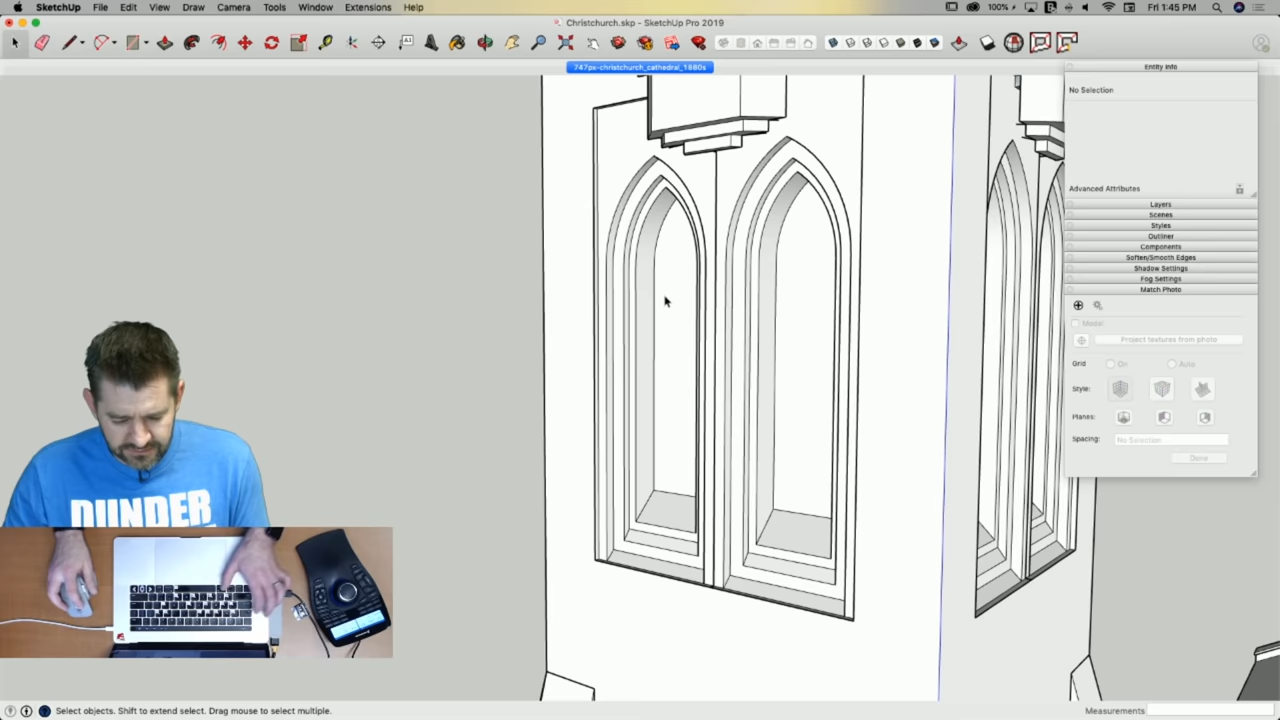 SketchUp File Edit View Draw Camera Tools Window Extensions Help
100% Fri 1:45 PM
Christchurch.skp - SketchUp Pro 2019
747px-christchurch_cathedral_1880s
Entity Info
No Selection
Advanced Attributes
Layers
Scenes
Styles
Outliner
Components
Soften/Smooth Edges
Shadow Settings
Fog Settings
Match Photo
Model
Project textures from photo
Grid On Auto
Style:
Planes:
Spacing: No Selection
Done
DUNDER
Select objects. Shift to extend select. Drag mouse to select multiple.
Measurements